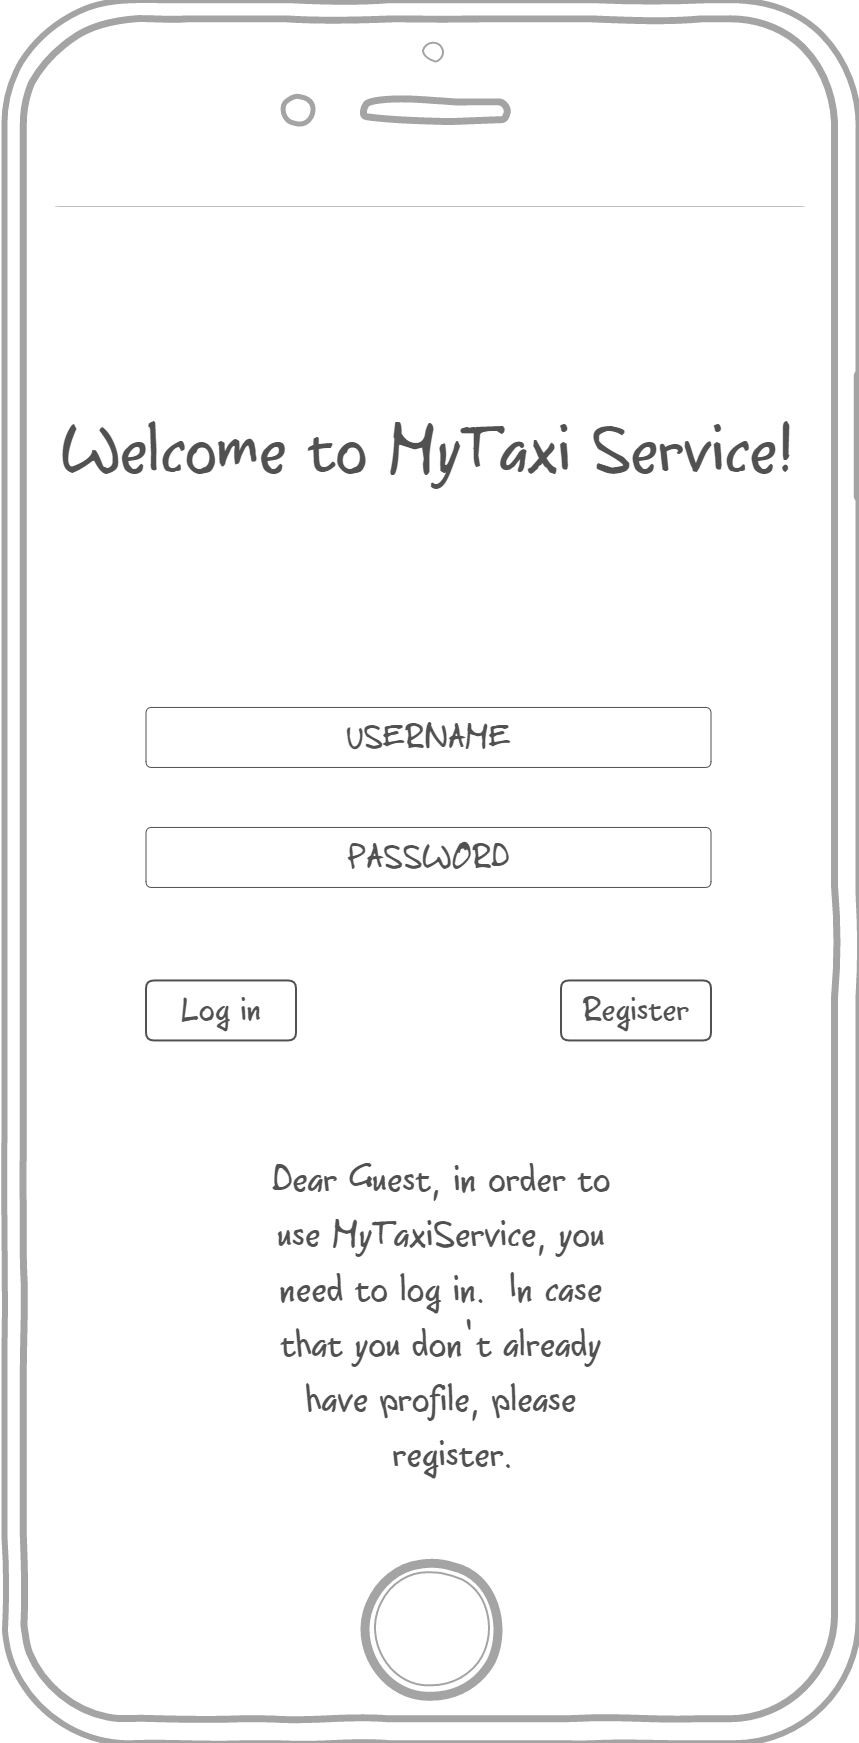 Welcome to MyTaxi Service!
USERNAME
PASSWORD
Log in
Register
Dear Guest, in order to
use MyTaxiService, you
need to log in.  In case
that you don't already
have profile, please
register.